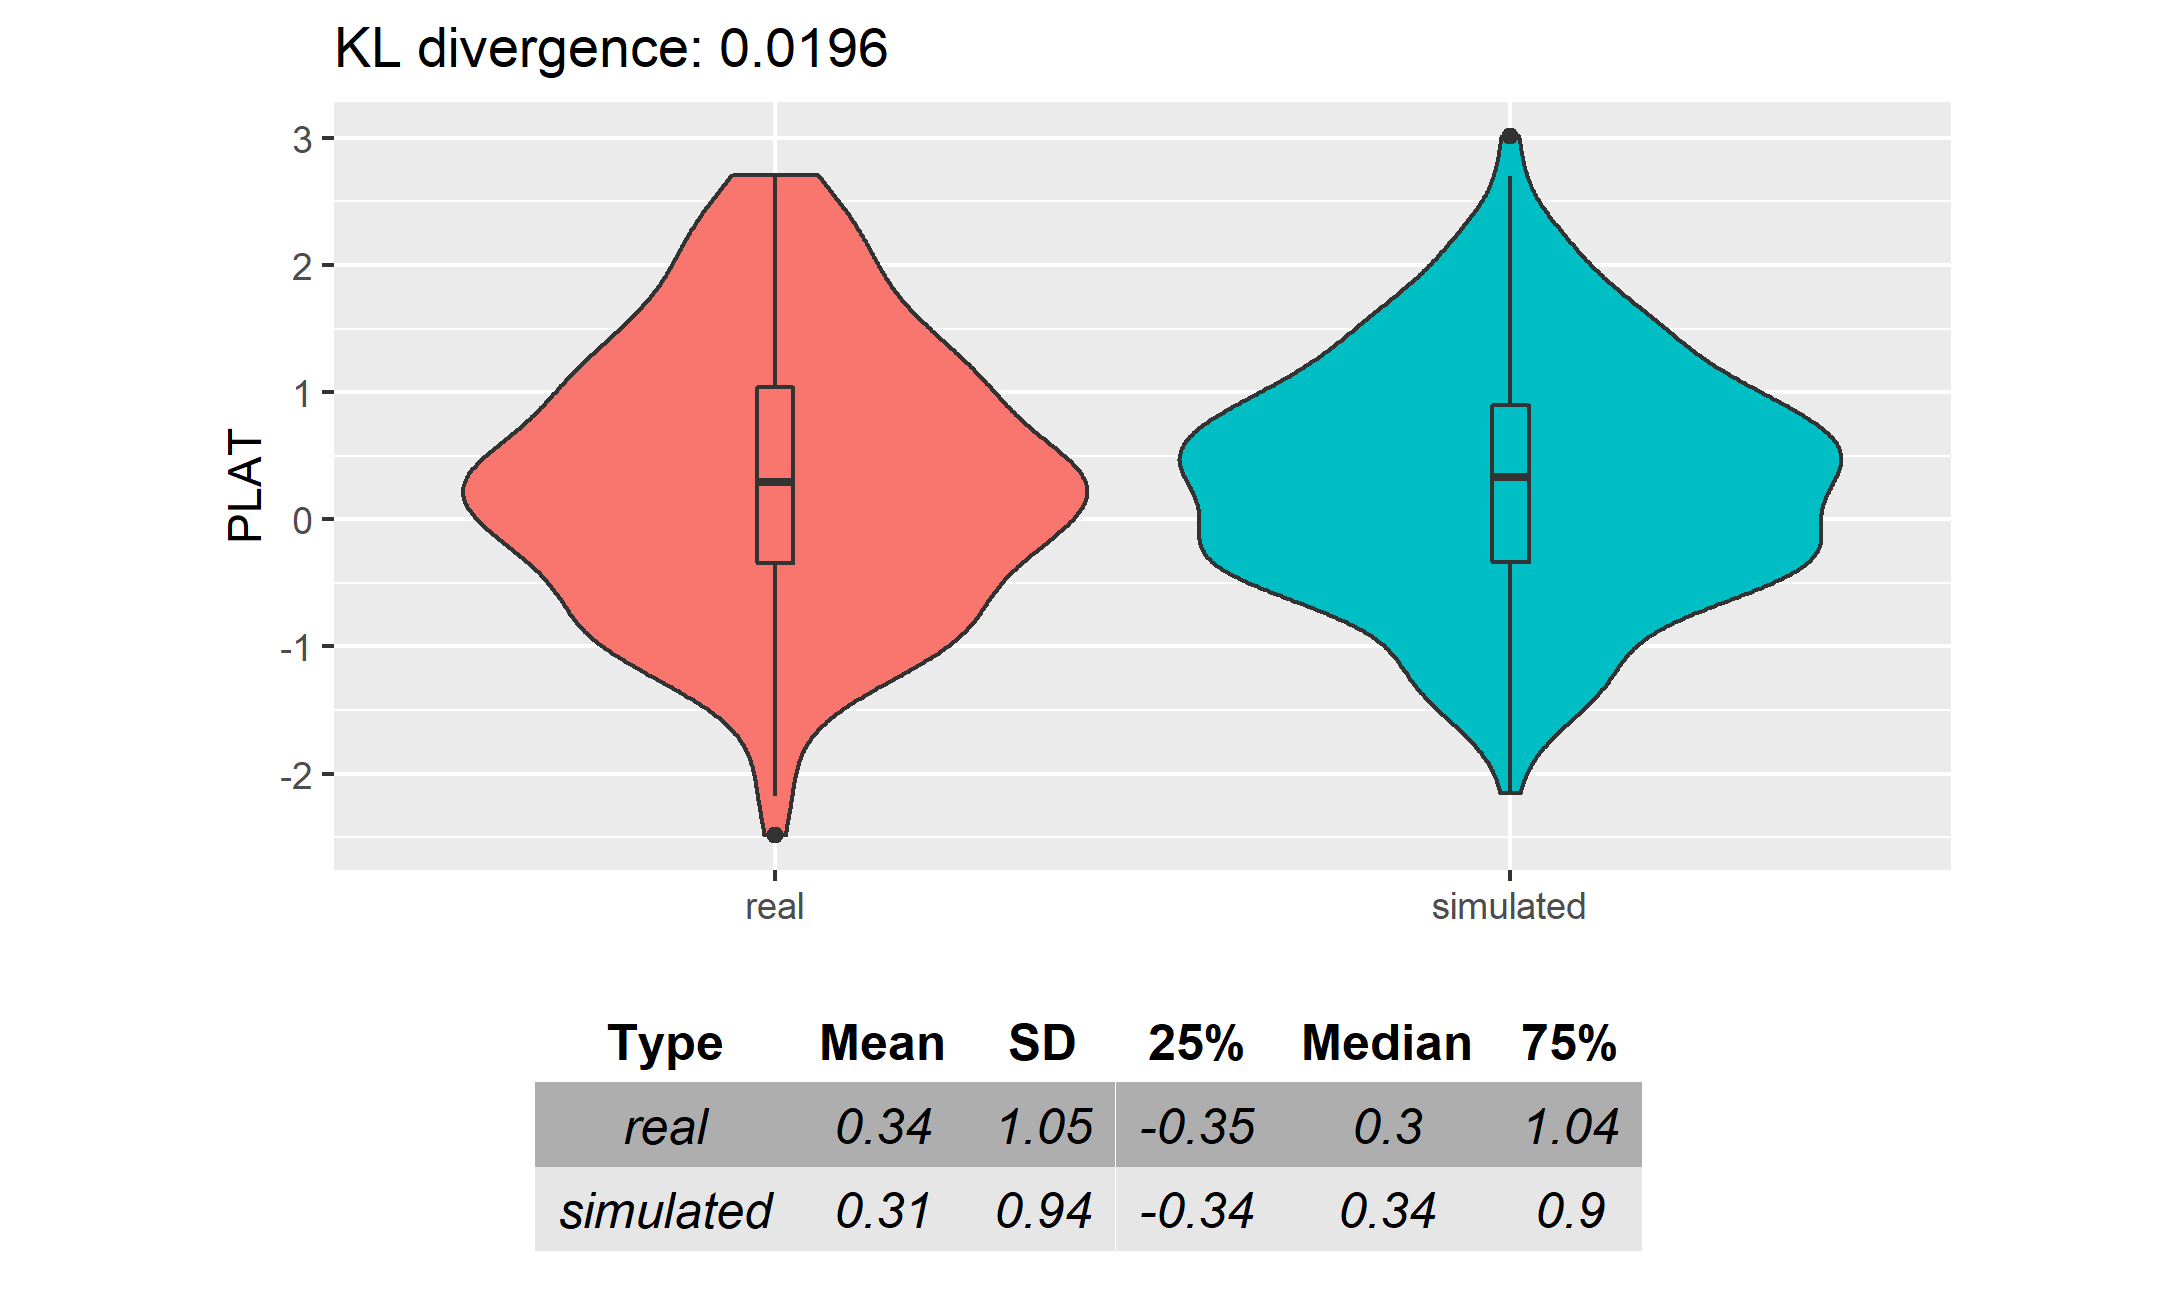 KL divergence: 0.0196
3
2
1
0
-1
-2
PLAT
real simulated
Type Mean SD 25% Median 75%
real 0.34 1.05 -0.35 0.3 1.04
simulated 0.31 0.94 -0.34 0.34 0.9